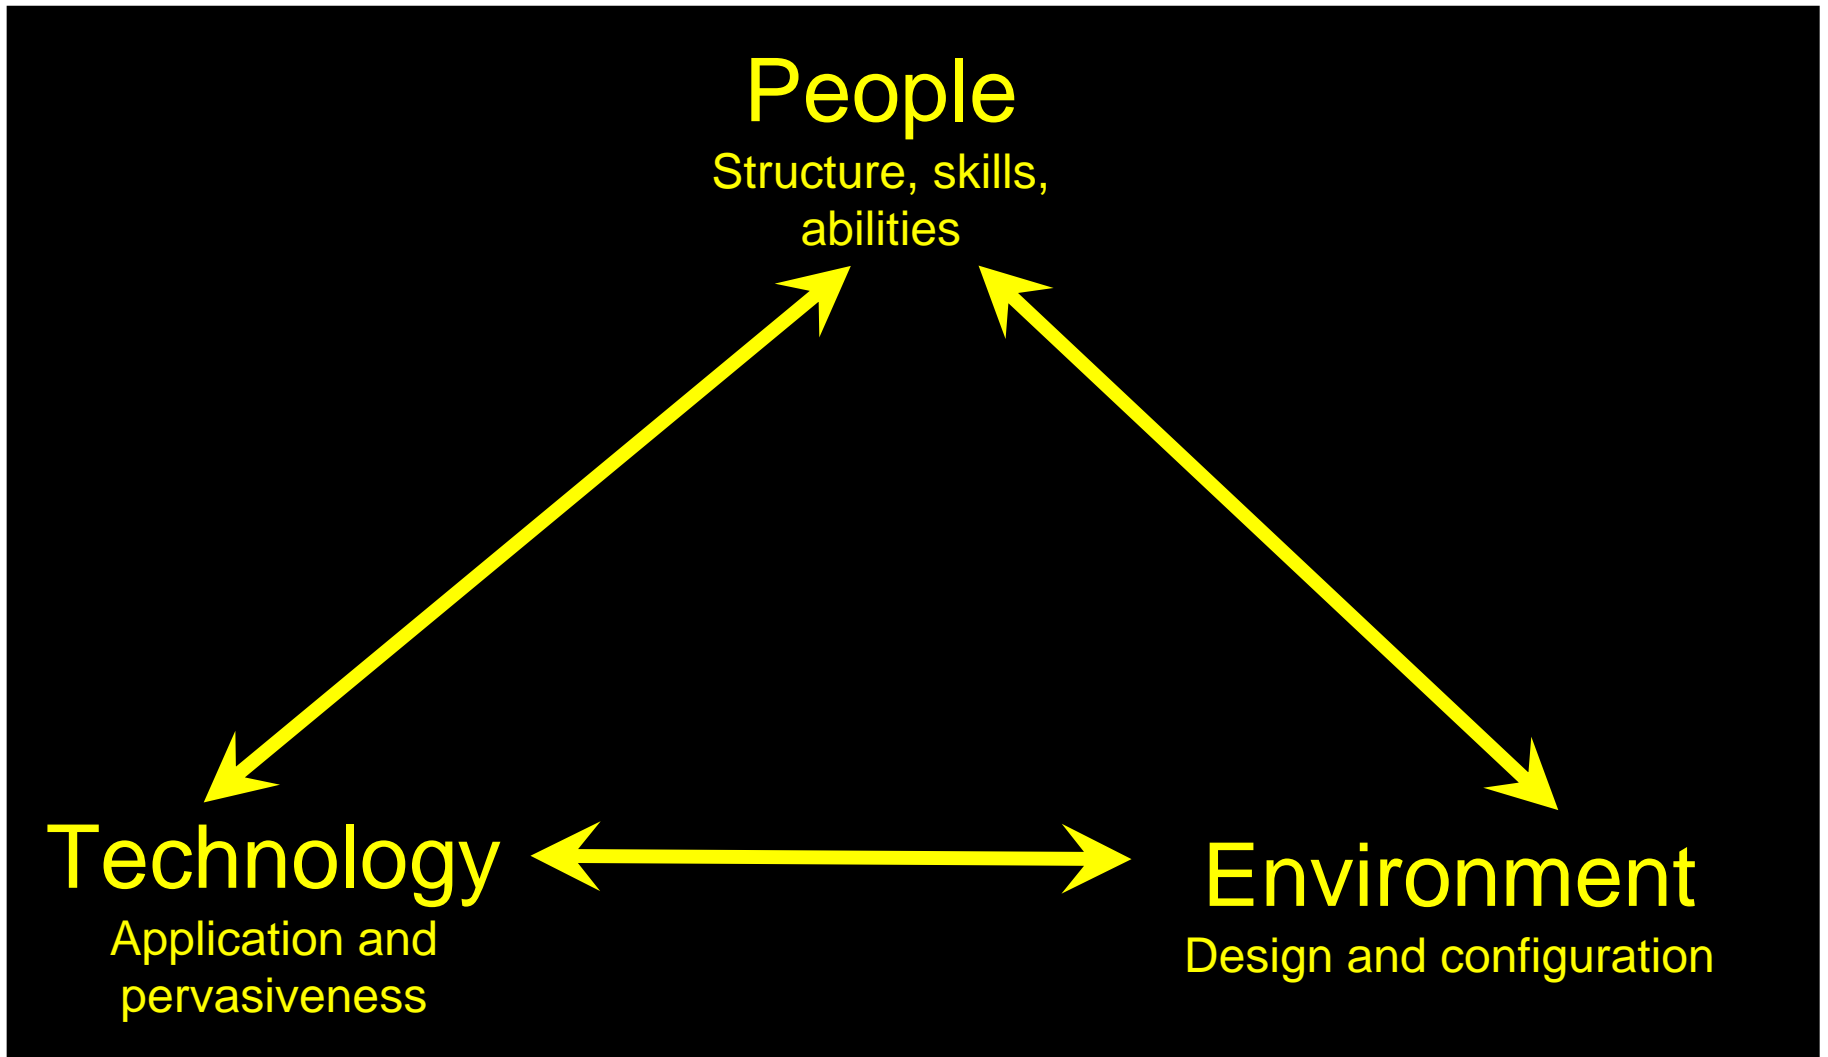 People
Structure, skills,
abilities
Technology
Application and
pervasiveness
Environment
Design and configuration